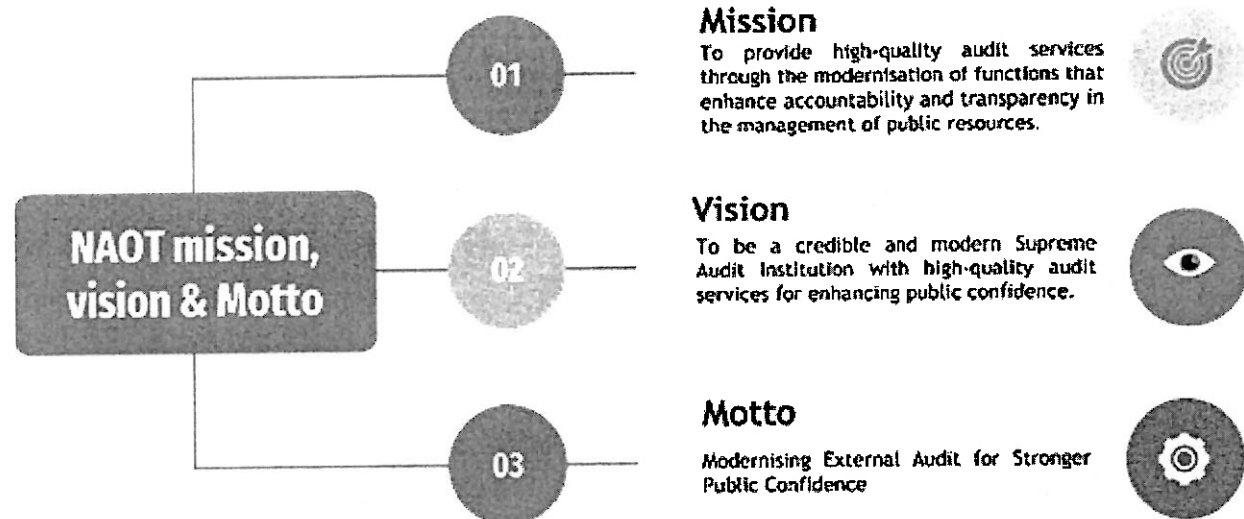 NAOT mission,
vision & Motto
01
Mission
To provide high-quality audit services
through the modernisation of functions that
enhance accountability and transparency in
the management of public resources.
02
Vision
To be a credible and modern Supreme
Audit Institution with high-quality audit
services for enhancing public confidence.
03
Motto
Modernising External Audit for Stronger
Public Confidence